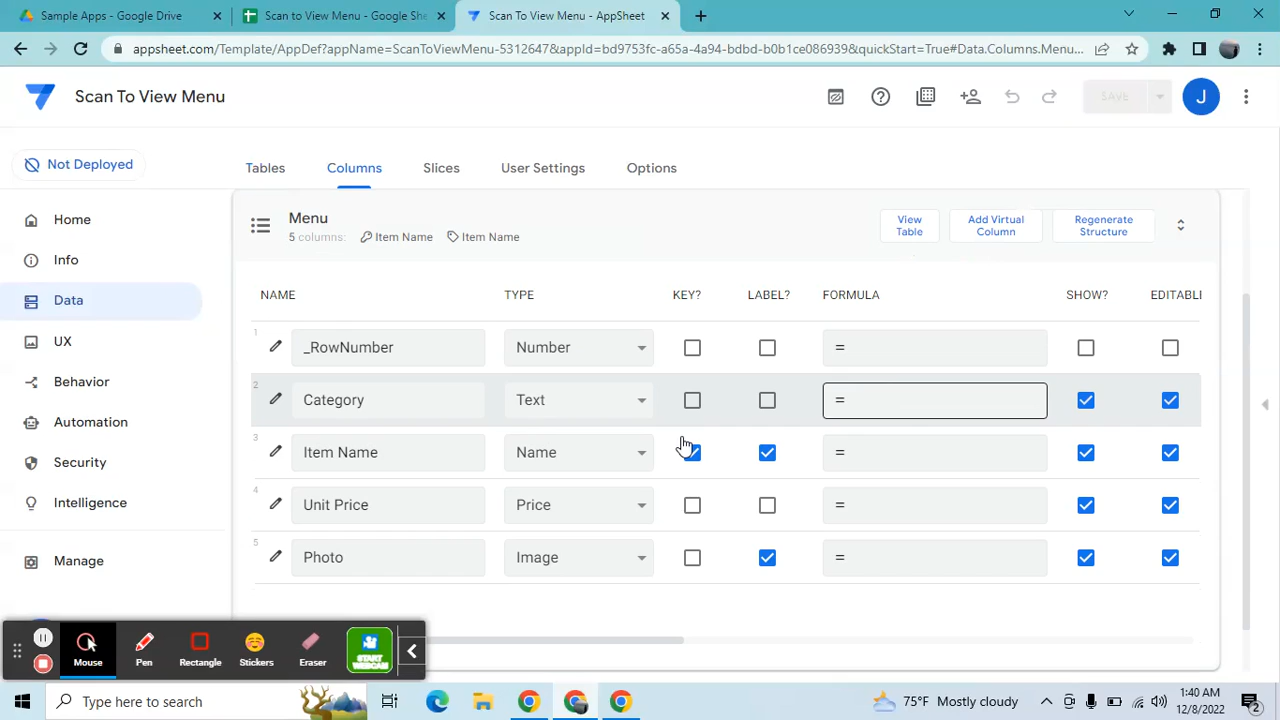 Sample Apps - Google Drive
Scan to View Menu - Google She
Scan To View Menu - AppSheet
appsheet.com/Template/AppDef?appName=ScanToViewMenu-5312647&appId=bd9753fc-a65a-4a94-bdbd-b0b1ce086939&quickStart=True#Data.Columns.Menu...
Scan To View Menu
SAVE
J
Not Deployed
Tables
Columns
Slices
User Settings
Options
Home
Info
Data
UX
Behavior
Automation
Security
Intelligence
Manage
Menu
5 columns: Item Name Item Name
View Table
Add Virtual Column
Regenerate Structure
NAME TYPE KEY? LABEL? FORMULA SHOW? EDITABL
1 _RowNumber Number =
2 Category Text =
3 Item Name Name =
4 Unit Price Price =
5 Photo Image =
Mouse
Pen
Rectangle
Stickers
Eraser
START WEBCAM
Type here to search
75°F Mostly cloudy
1:40 AM
12/8/2022
2